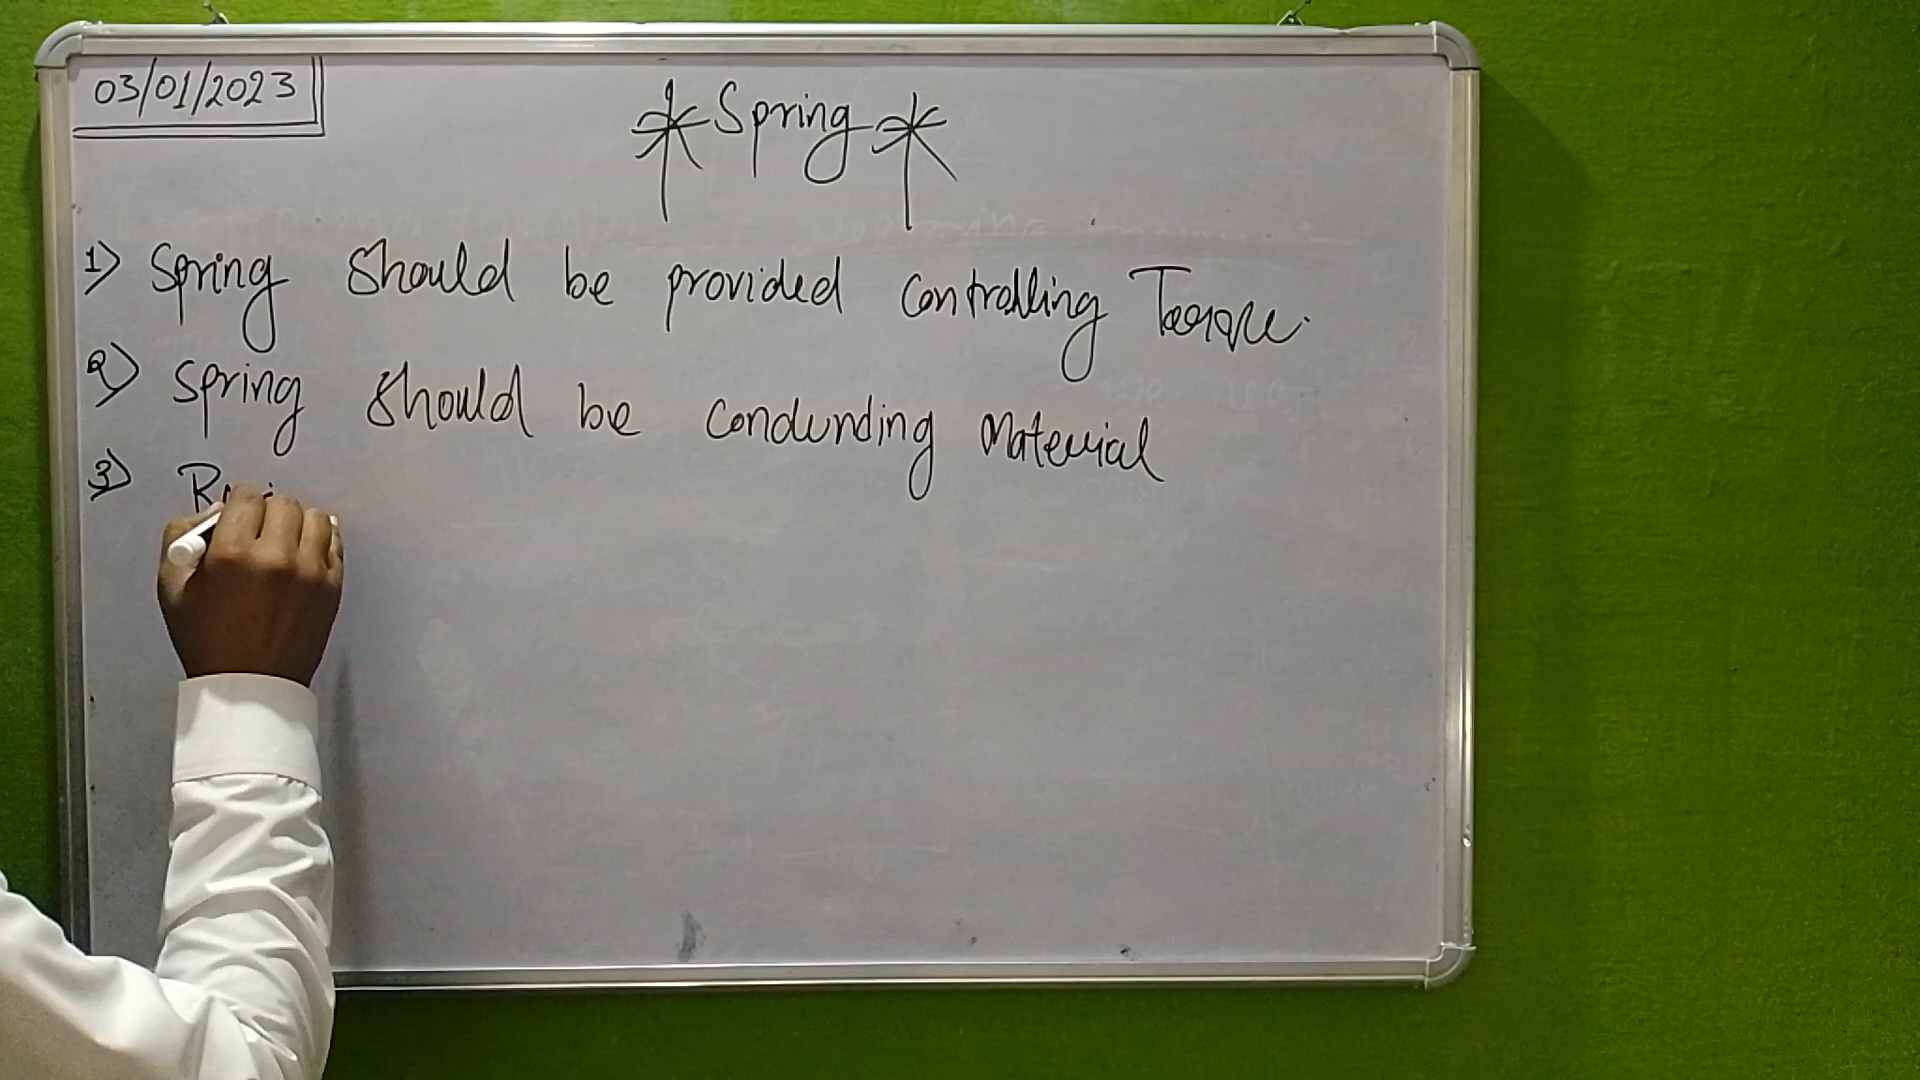 03/01/2023
* Spring *
1) Spring should be provided controlling Torque.
2) Spring should be condunding Material
3)